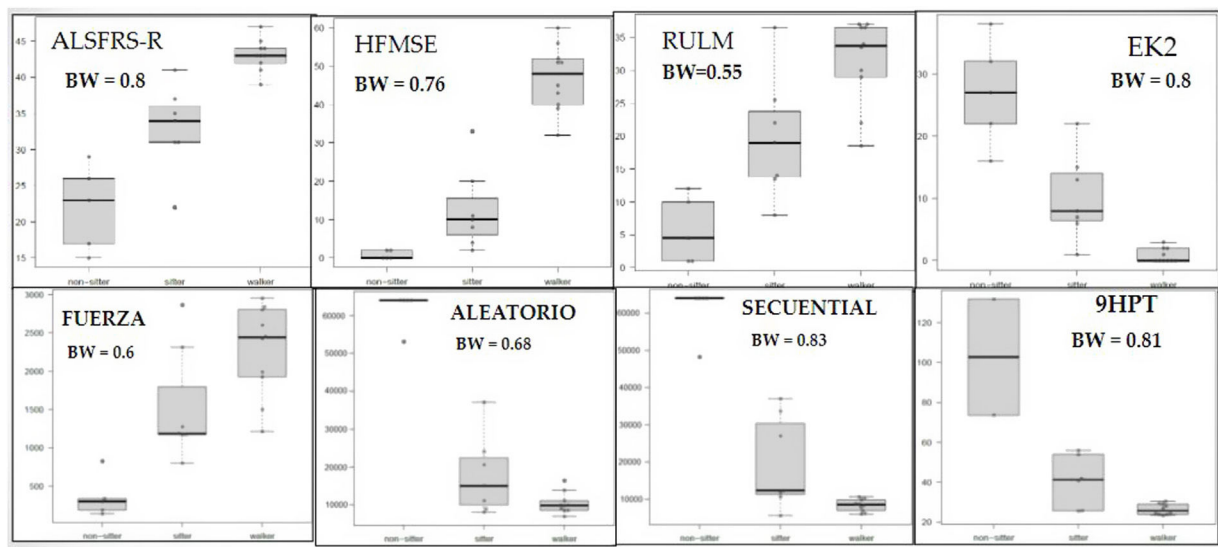 ALSFRS-R
BW = 0.8
45
40
35
30
25
20
15
non-sitter sitter walker
HFMSE
BW = 0.76
60
50
40
30
20
10
0
non-sitter sitter walker
RULM
BW=0.55
35
30
25
20
15
10
5
0
non-sitter sitter walker
EK2
BW = 0.8
30
20
10
0
non-sitter sitter walker
FUERZA
BW = 0.6
3000
2500
2000
1500
1000
500
non-sitter sitter walker
ALEATORIO
BW = 0.68
60000
50000
40000
30000
20000
10000
non-sitter sitter walker
SECUENTIAL
BW = 0.83
60000
50000
40000
30000
20000
10000
non-sitter sitter walker
9HPT
BW = 0.81
120
100
80
60
40
20
non-sitter sitter walker